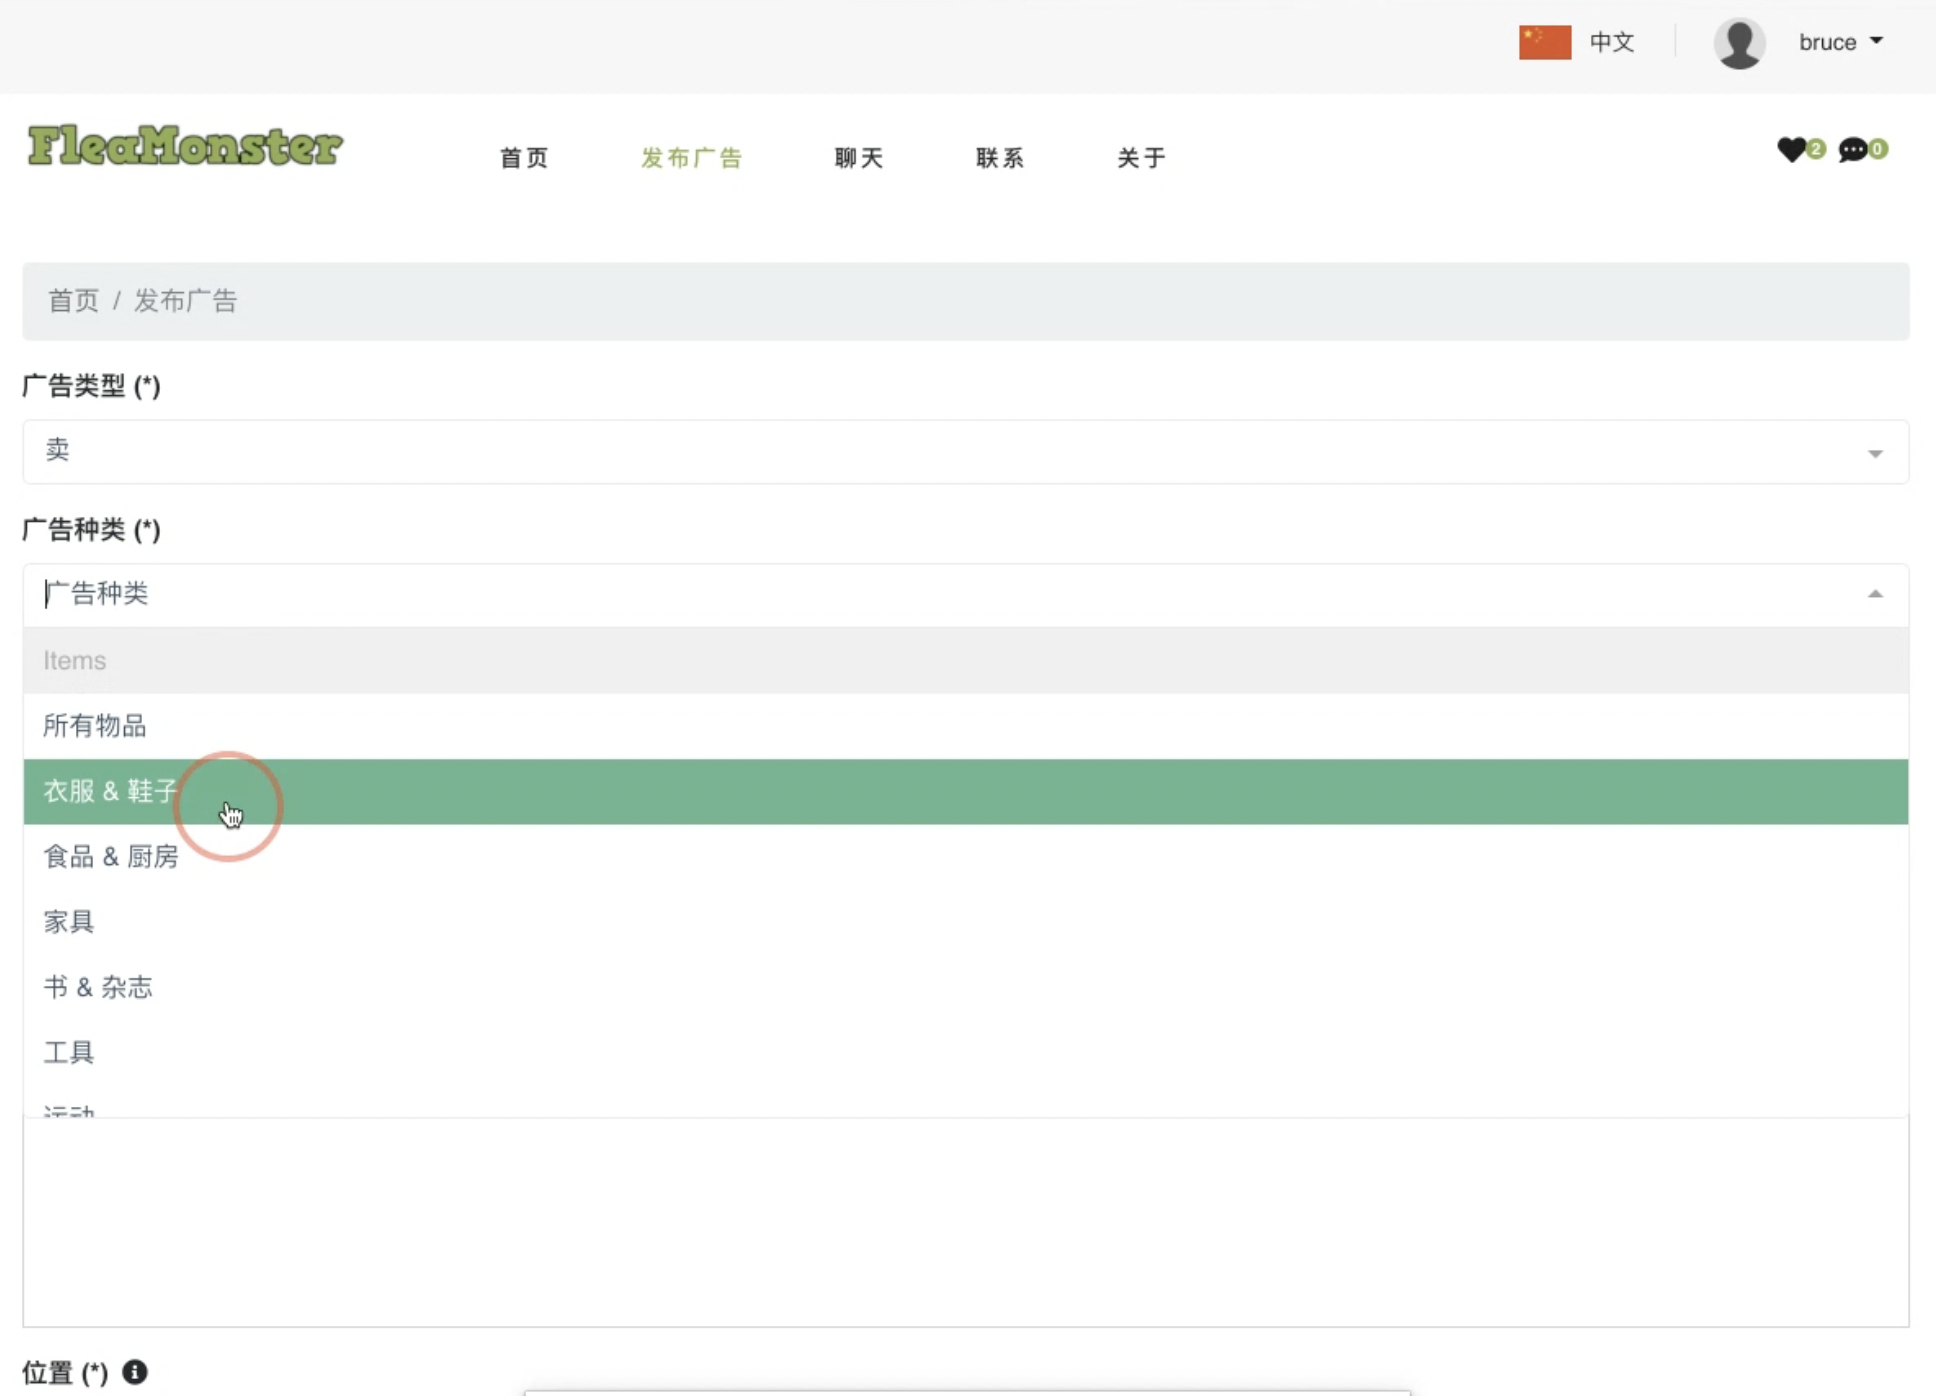 中文 bruce
FleaMonster 首页 发布广告 聊天 联系 关于 2 0
首页 / 发布广告
广告类型 (*)
卖
广告种类 (*)
广告种类
Items
所有物品
衣服 & 鞋子
食品 & 厨房
家具
书 & 杂志
工具
运动
位置 (*)